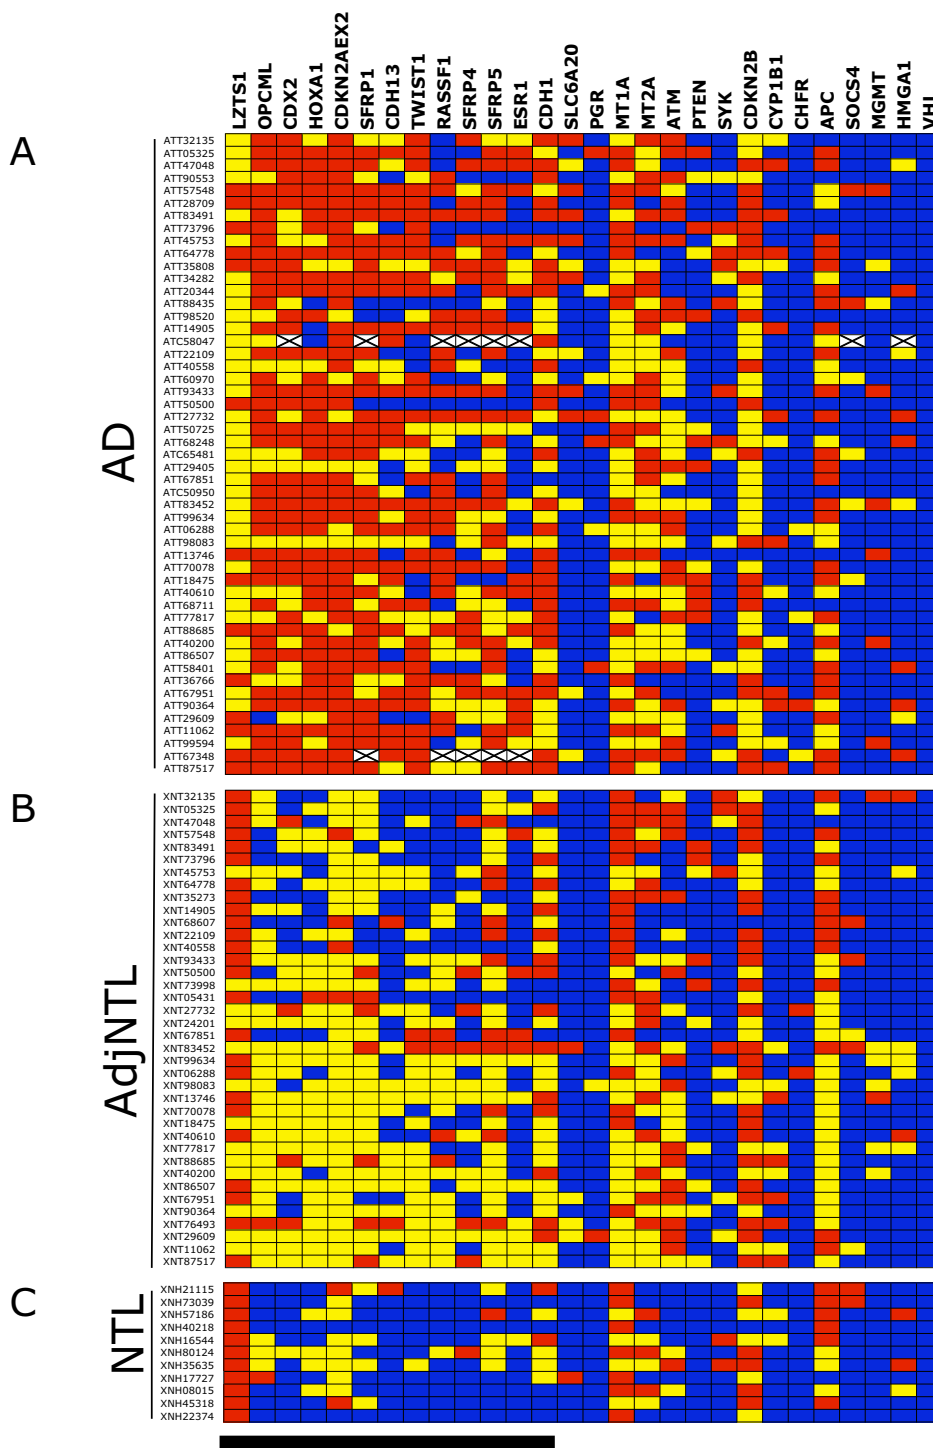 LZTS1
OPCML
CDX2
HOXA1
CDKN2AEX2
SFRP1
CDH13
TWIST1
RASSF1
SFRP4
SFRP5
ESR1
CDH1
SLC6A20
PGR
MT1A
MT2A
ATM
PTEN
SYK
CDKN2B
CYP1B1
CHFR
APC
SOCS4
MGMT
HMGA1
VHL
A
AD
ATT32135
ATT05325
ATT47048
ATT90553
ATT57548
ATT28709
ATT83491
ATT73796
ATT45753
ATT64778
ATT35808
ATT34282
ATT20344
ATT88435
ATT98520
ATT14905
ATC58047
ATT22109
ATT40558
ATT60970
ATT93433
ATT50500
ATT27732
ATT50725
ATT68248
ATC65481
ATT29405
ATT67851
ATC50950
ATT83452
ATT99634
ATT06288
ATT98083
ATT13746
ATT70078
ATT18475
ATT40610
ATT68711
ATT77817
ATT88685
ATT40200
ATT86507
ATT58401
ATT36766
ATT67951
ATT90364
ATT29609
ATT11062
ATT99594
ATT67348
ATT87517
B
AdjNTL
XNT32135
XNT05325
XNT47048
XNT57548
XNT83491
XNT73796
XNT45753
XNT64778
XNT35273
XNT14905
XNT68607
XNT22109
XNT40558
XNT93433
XNT50500
XNT73998
XNT05431
XNT27732
XNT24201
XNT67851
XNT83452
XNT99634
XNT06288
XNT98083
XNT13746
XNT70078
XNT18475
XNT40610
XNT77817
XNT88685
XNT40200
XNT86507
XNT67951
XNT90364
XNT76493
XNT29609
XNT11062
XNT87517
C
NTL
XNH21115
XNH73039
XNH57186
XNH40218
XNH16544
XNH80124
XNH35635
XNH17727
XNH08015
XNH45318
XNH22374